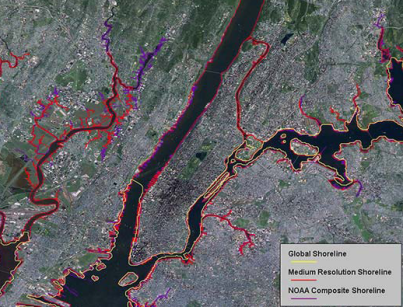 Global Shoreline
Medium Resolution Shoreline
NOAA Composite Shoreline